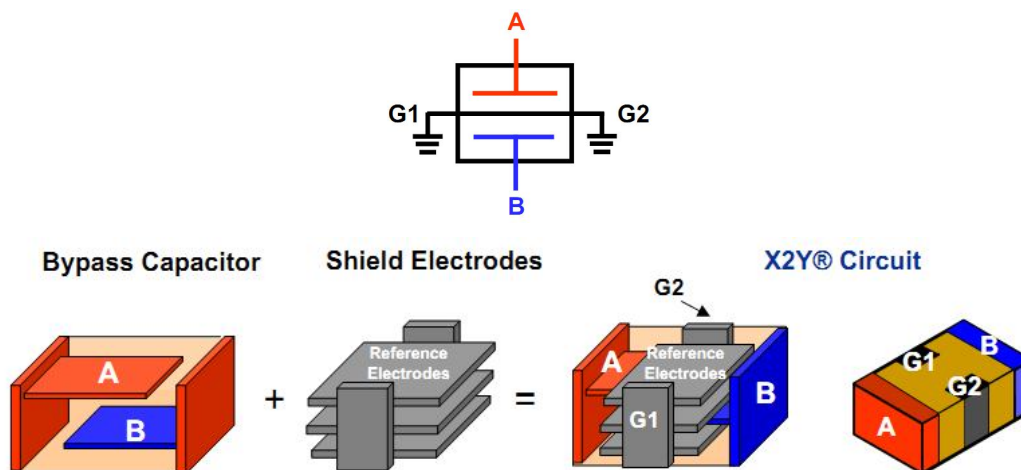 A
G1
G2
B
Bypass Capacitor
Shield Electrodes
X2Y® Circuit
G2
A
B
+
Reference
Electrodes
=
A
Reference
Electrodes
G1
B
G1
B
G2
A